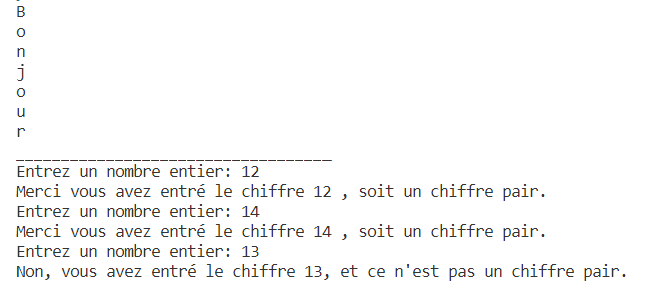 B
o
n
j
o
u
r
___________________________________
Entrez un nombre entier: 12
Merci vous avez entré le chiffre 12 , soit un chiffre pair.
Entrez un nombre entier: 14
Merci vous avez entré le chiffre 14 , soit un chiffre pair.
Entrez un nombre entier: 13
Non, vous avez entré le chiffre 13, et ce n'est pas un chiffre pair.